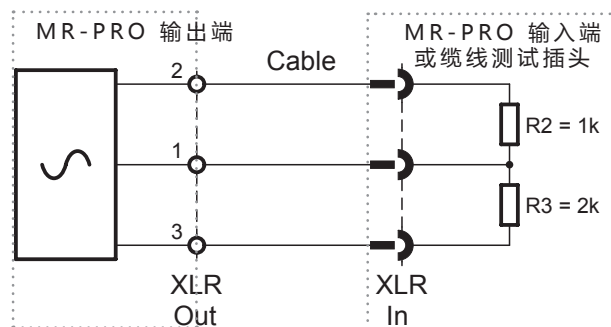 MR-PRO 输出端
MR-PRO 输入端
或缆线测试插头
Cable
2
1
3
R2 = 1k
R3 = 2k
XLR
Out
XLR
In